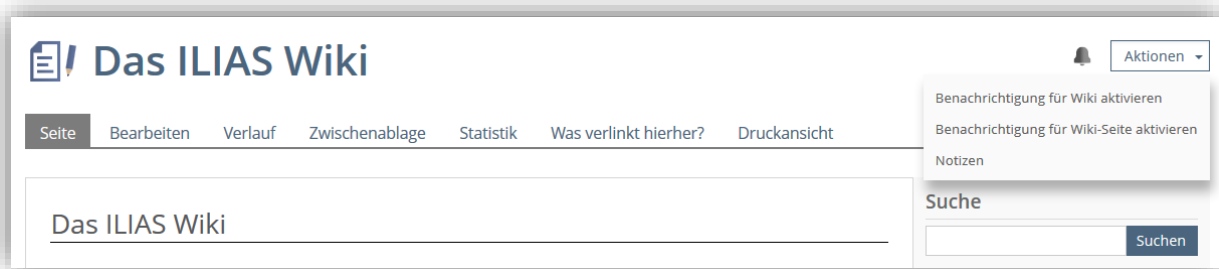 Das ILIAS Wiki
Aktionen
Benachrichtigung für Wiki aktivieren
Benachrichtigung für Wiki-Seite aktivieren
Notizen
Seite Bearbeiten Verlauf Zwischenablage Statistik Was verlinkt hierher? Druckansicht
Das ILIAS Wiki
Suche
Suchen